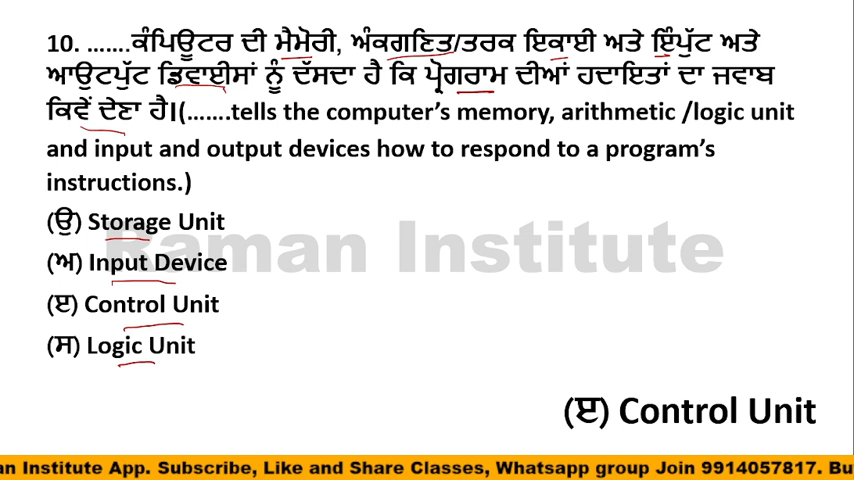 10. .......ਕੰਪਿਊਟਰ ਦੀ ਮੈਮੋਰੀ, ਅੰਕਗਣਿਤ/ਤਰਕ ਇਕਾਈ ਅਤੇ ਇੰਪੁੱਟ ਅਤੇ
ਆਉਟਪੁੱਟ ਡਿਵਾਈਸਾਂ ਨੂੰ ਦੱਸਦਾ ਹੈ ਕਿ ਪ੍ਰੋਗਰਾਮ ਦੀਆਂ ਹਦਾਇਤਾਂ ਦਾ ਜਵਾਬ
ਕਿਵੇਂ ਦੇਣਾ ਹੈ।(.......tells the computer's memory, arithmetic /logic unit
and input and output devices how to respond to a program's
instructions.)
(ਉ) Storage Unit
Raman Institute
(ਅ) Input Device
(ੲ) Control Unit
(ਸ) Logic Unit
(ੲ) Control Unit
an Institute App. Subscribe, Like and Share Classes, Whatsapp group Join 9914057817. Bu